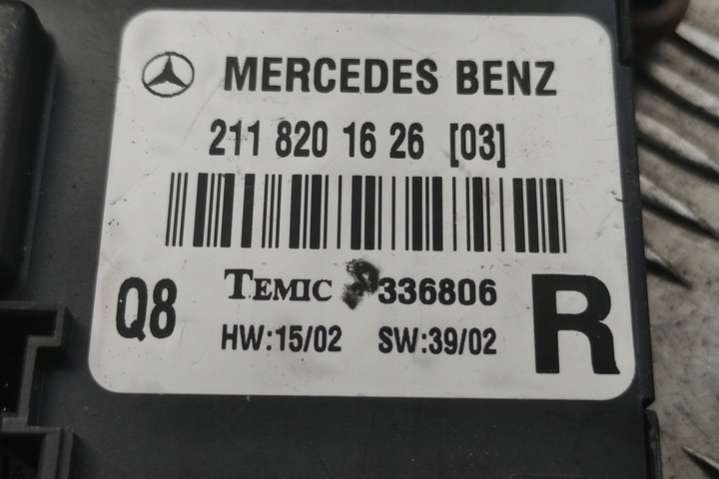 MERCEDES BENZ
211 820 16 26 [03]
Q8 TEMIC 336806 R
HW:15/02 SW:39/02